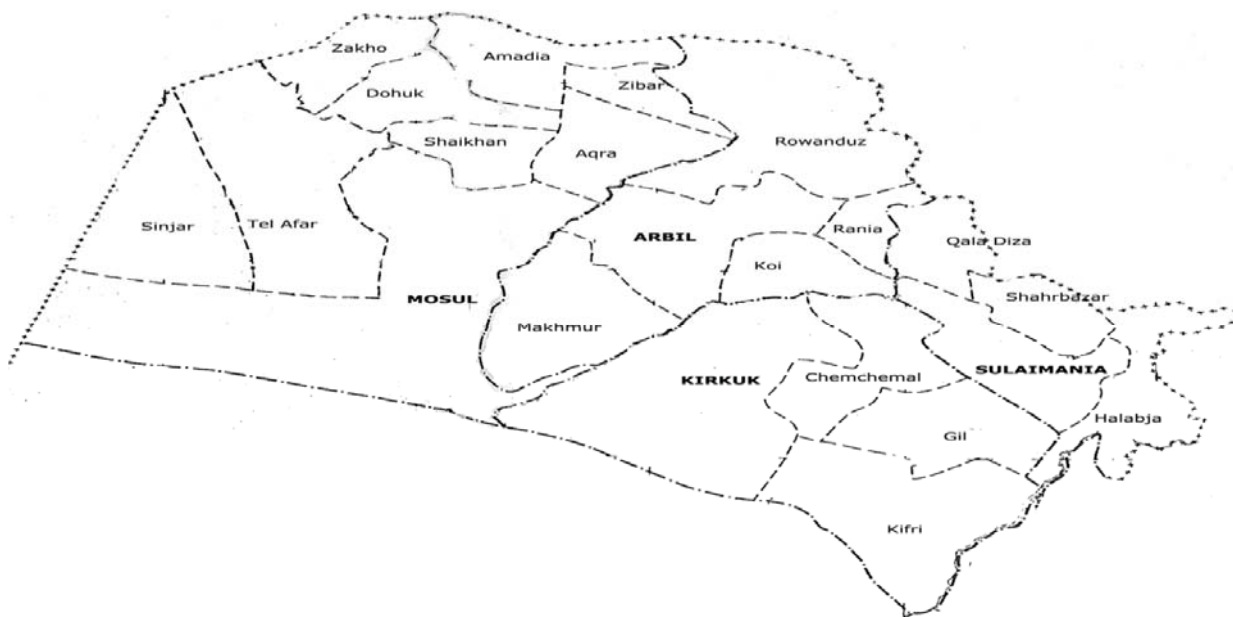 Zakho
Amadia
Zibar
Dohuk
Shaikhan
Aqra
Rowanduz
Sinjar
Tel Afar
ARBIL
Rania
Qala Diza
Koi
MOSUL
Shahrbazar
Makhmur
KIRKUK
Chemchemal
SULAIMANIA
Halabja
Gil
Kifri